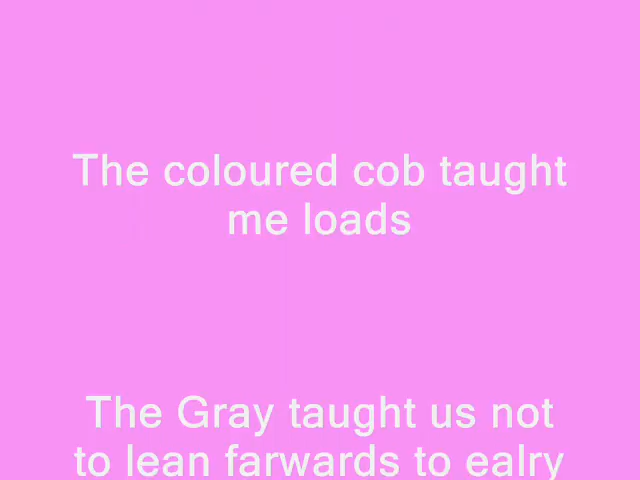 The coloured cob taught
me loads
The Gray taught us not
to lean farwards to ealry